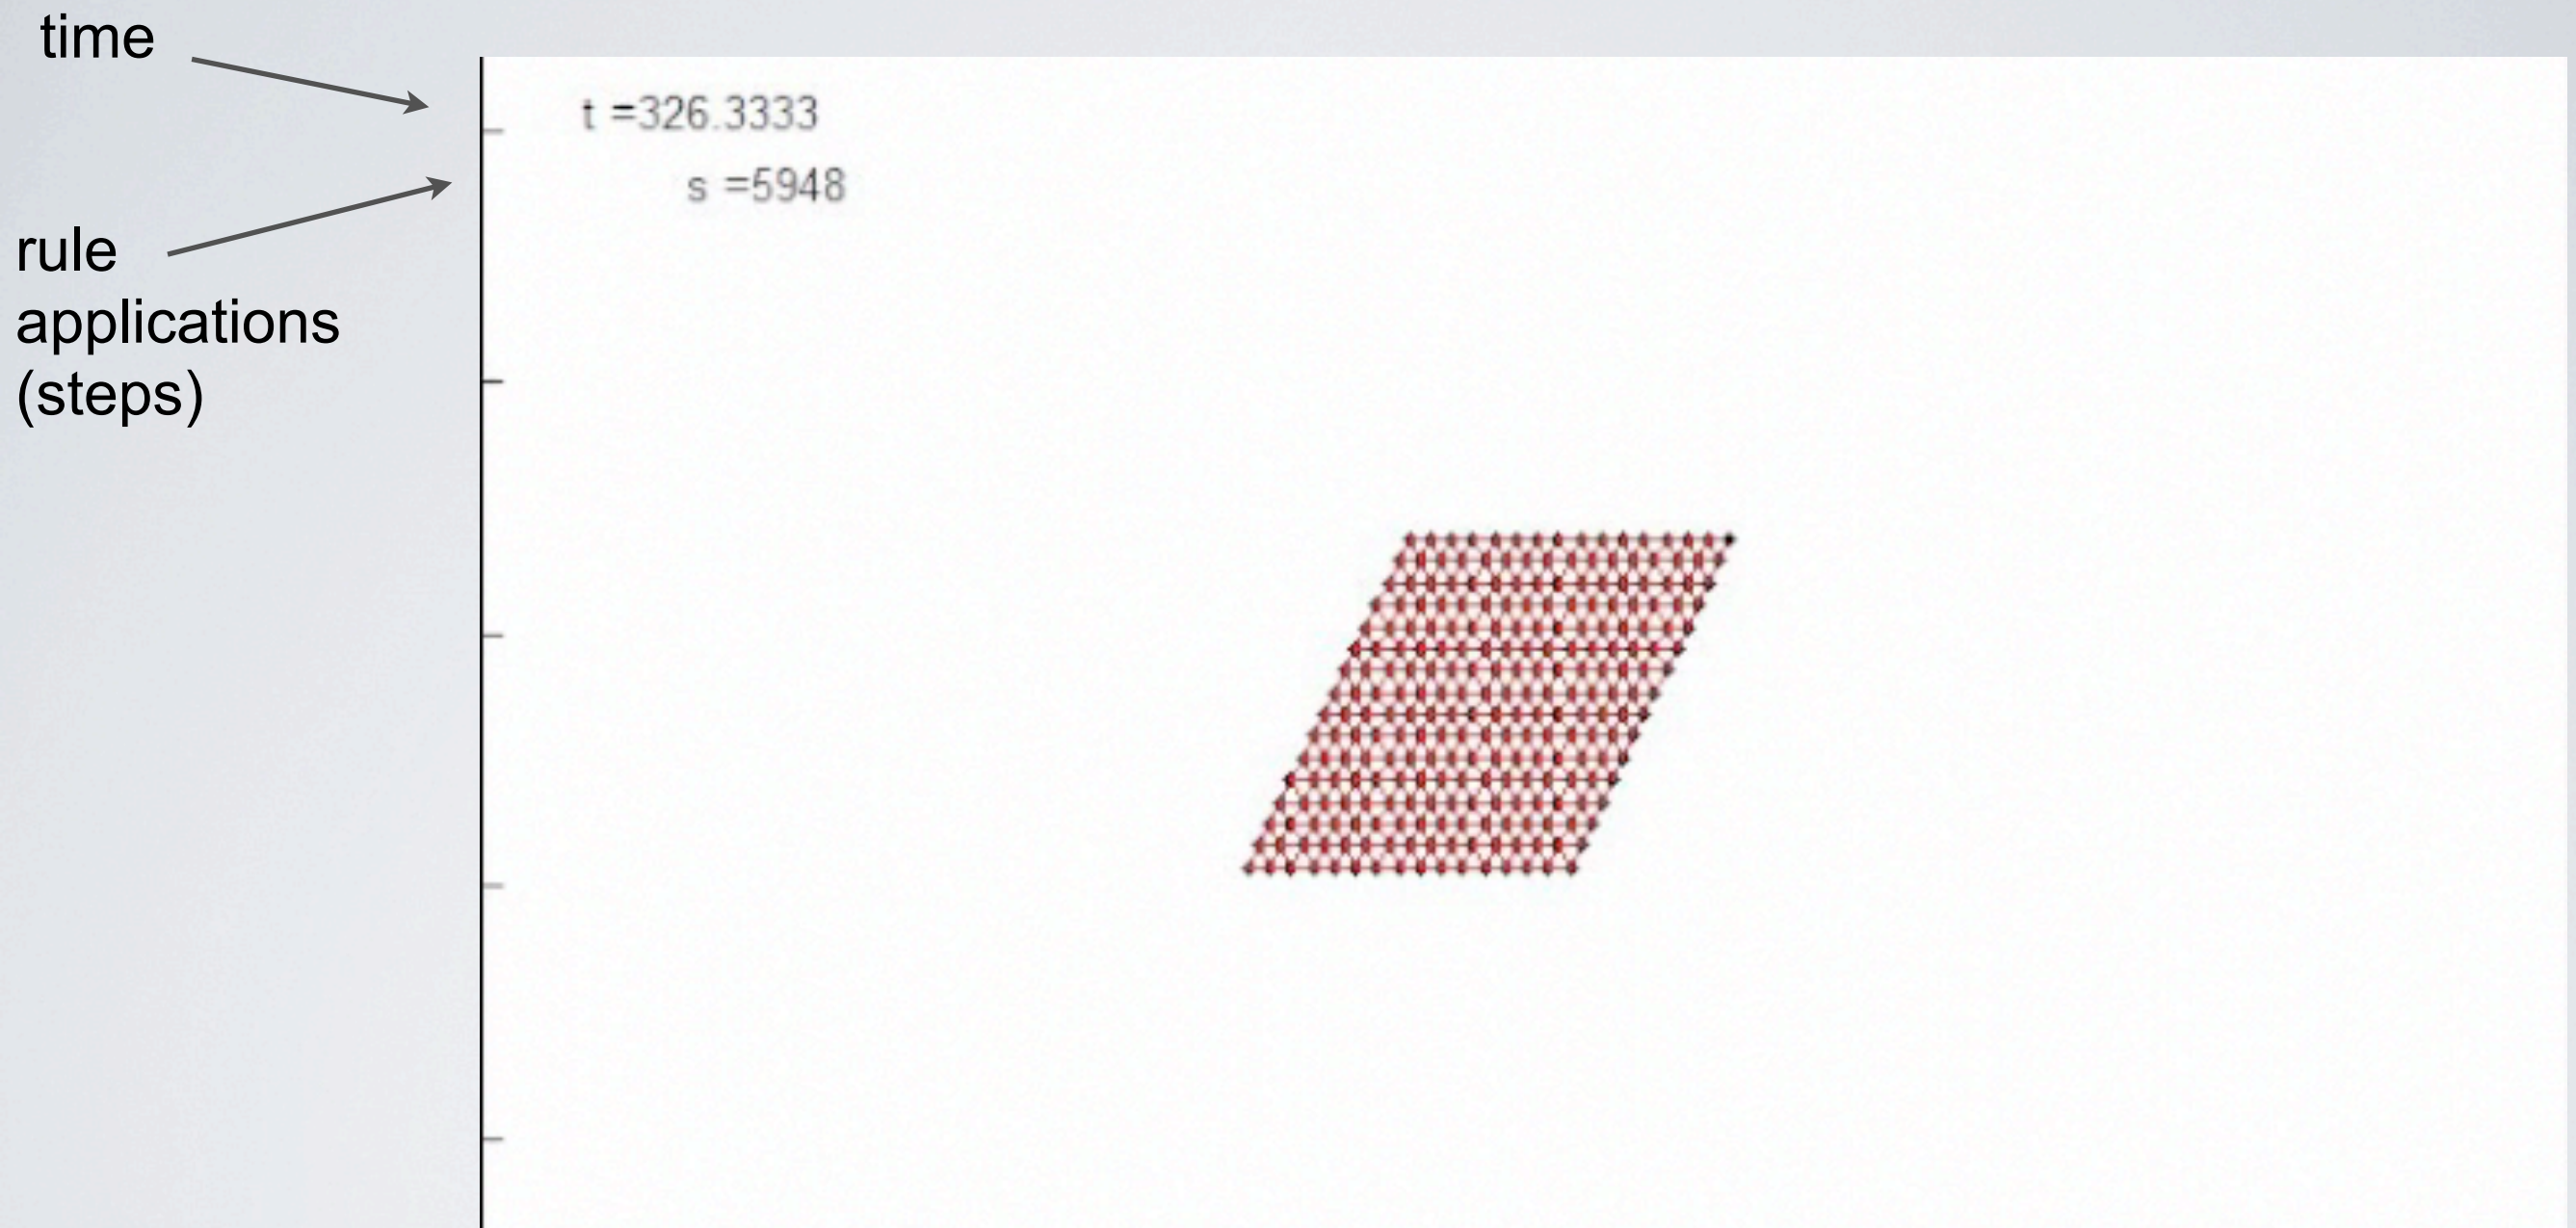 time
t =326.3333
s =5948
rule
applications
(steps)